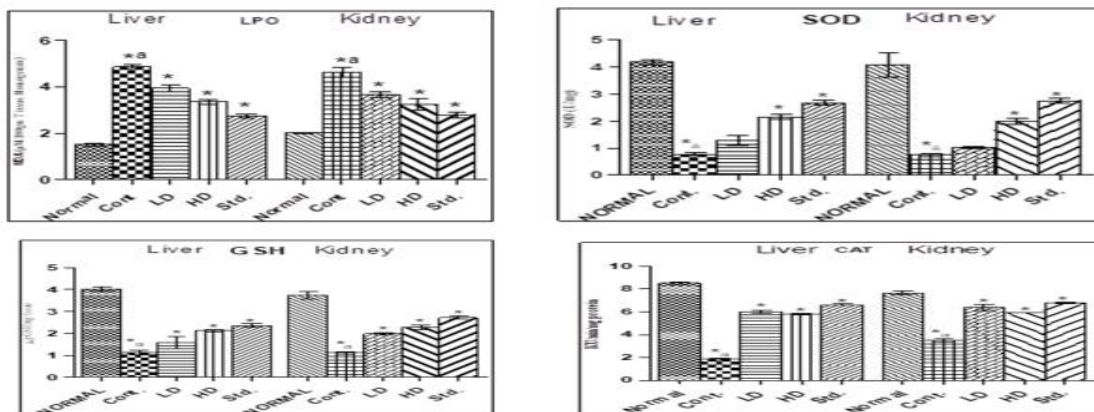 Liver LPO Kidney
6
4
2
0
*a * * * *a * * *
Normal Cont LD HD Std. Normal Cont LD HD Std.
Liver SOD Kidney
5
4
3
2
1
0
* * * * * *
NORMAL Cont. LD HD Std. NORMAL Cont. LD HD Std.
Liver GSH Kidney
5
4
3
2
1
0
* * * * * * * *
NORMAL Cont. LD HD Std. NORMAL Cont. LD HD Std.
Liver CAT Kidney
10
8
6
4
2
0
* * * * * * * *
Normal Cont. LD HD Std. Normal Cont. LD HD Std.